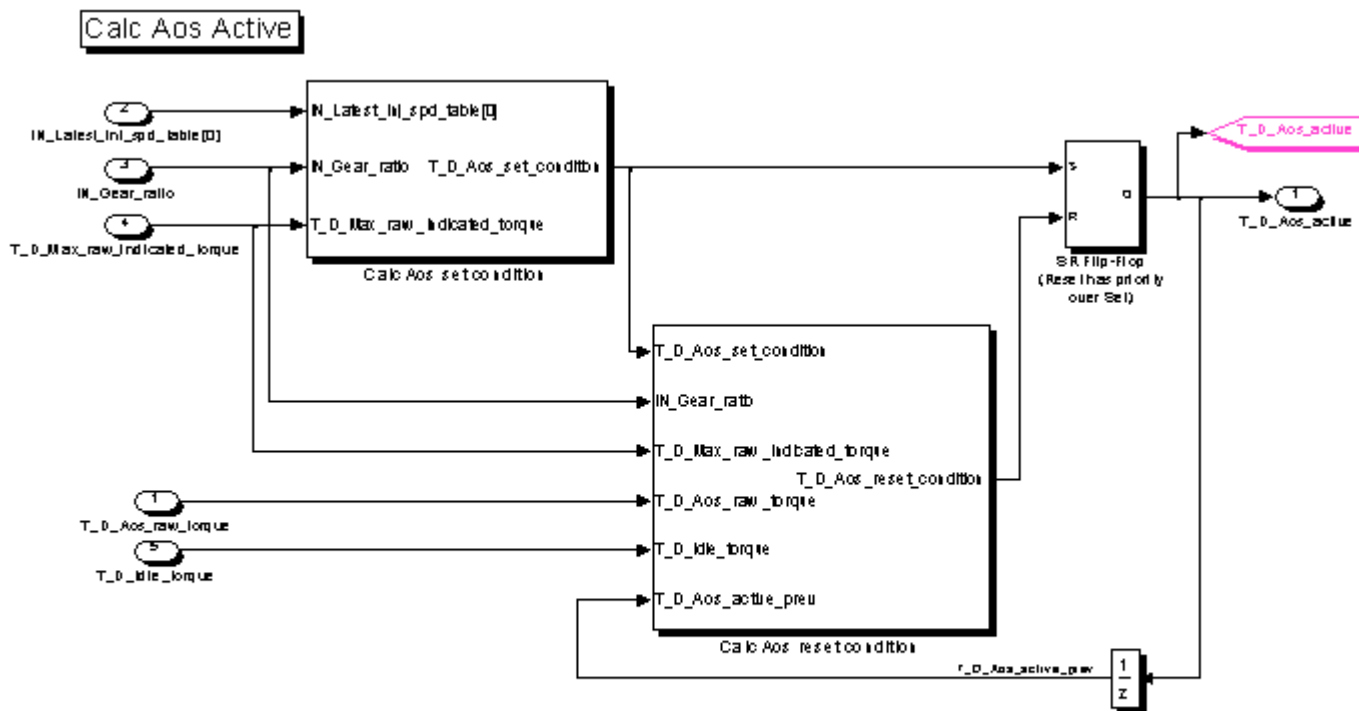 Calc Aos Active
2
IN_Latest_inj_spd_table[0]
3
IN_Gear_ratio
4
T_D_Max_raw_indicated_torque
IN_Latest_inj_spd_table[0]
IN_Gear_ratio
T_D_Aos_set_condition
T_D_Max_raw_indicated_torque
Calc Aos set condition
S
R
Q
SR Flip-Flop
(Reset has priority
over Set)
T_D_Aos_active
1
T_D_Aos_active
T_D_Aos_set_condition
IN_Gear_ratio
T_D_Max_raw_indicated_torque
T_D_Aos_reset_condition
1
T_D_Aos_raw_torque
T_D_Aos_raw_torque
5
T_D_Idle_torque
T_D_Idle_torque
T_D_Aos_active_prev
Calc Aos reset condition
T_D_Aos_active_prev
1
z